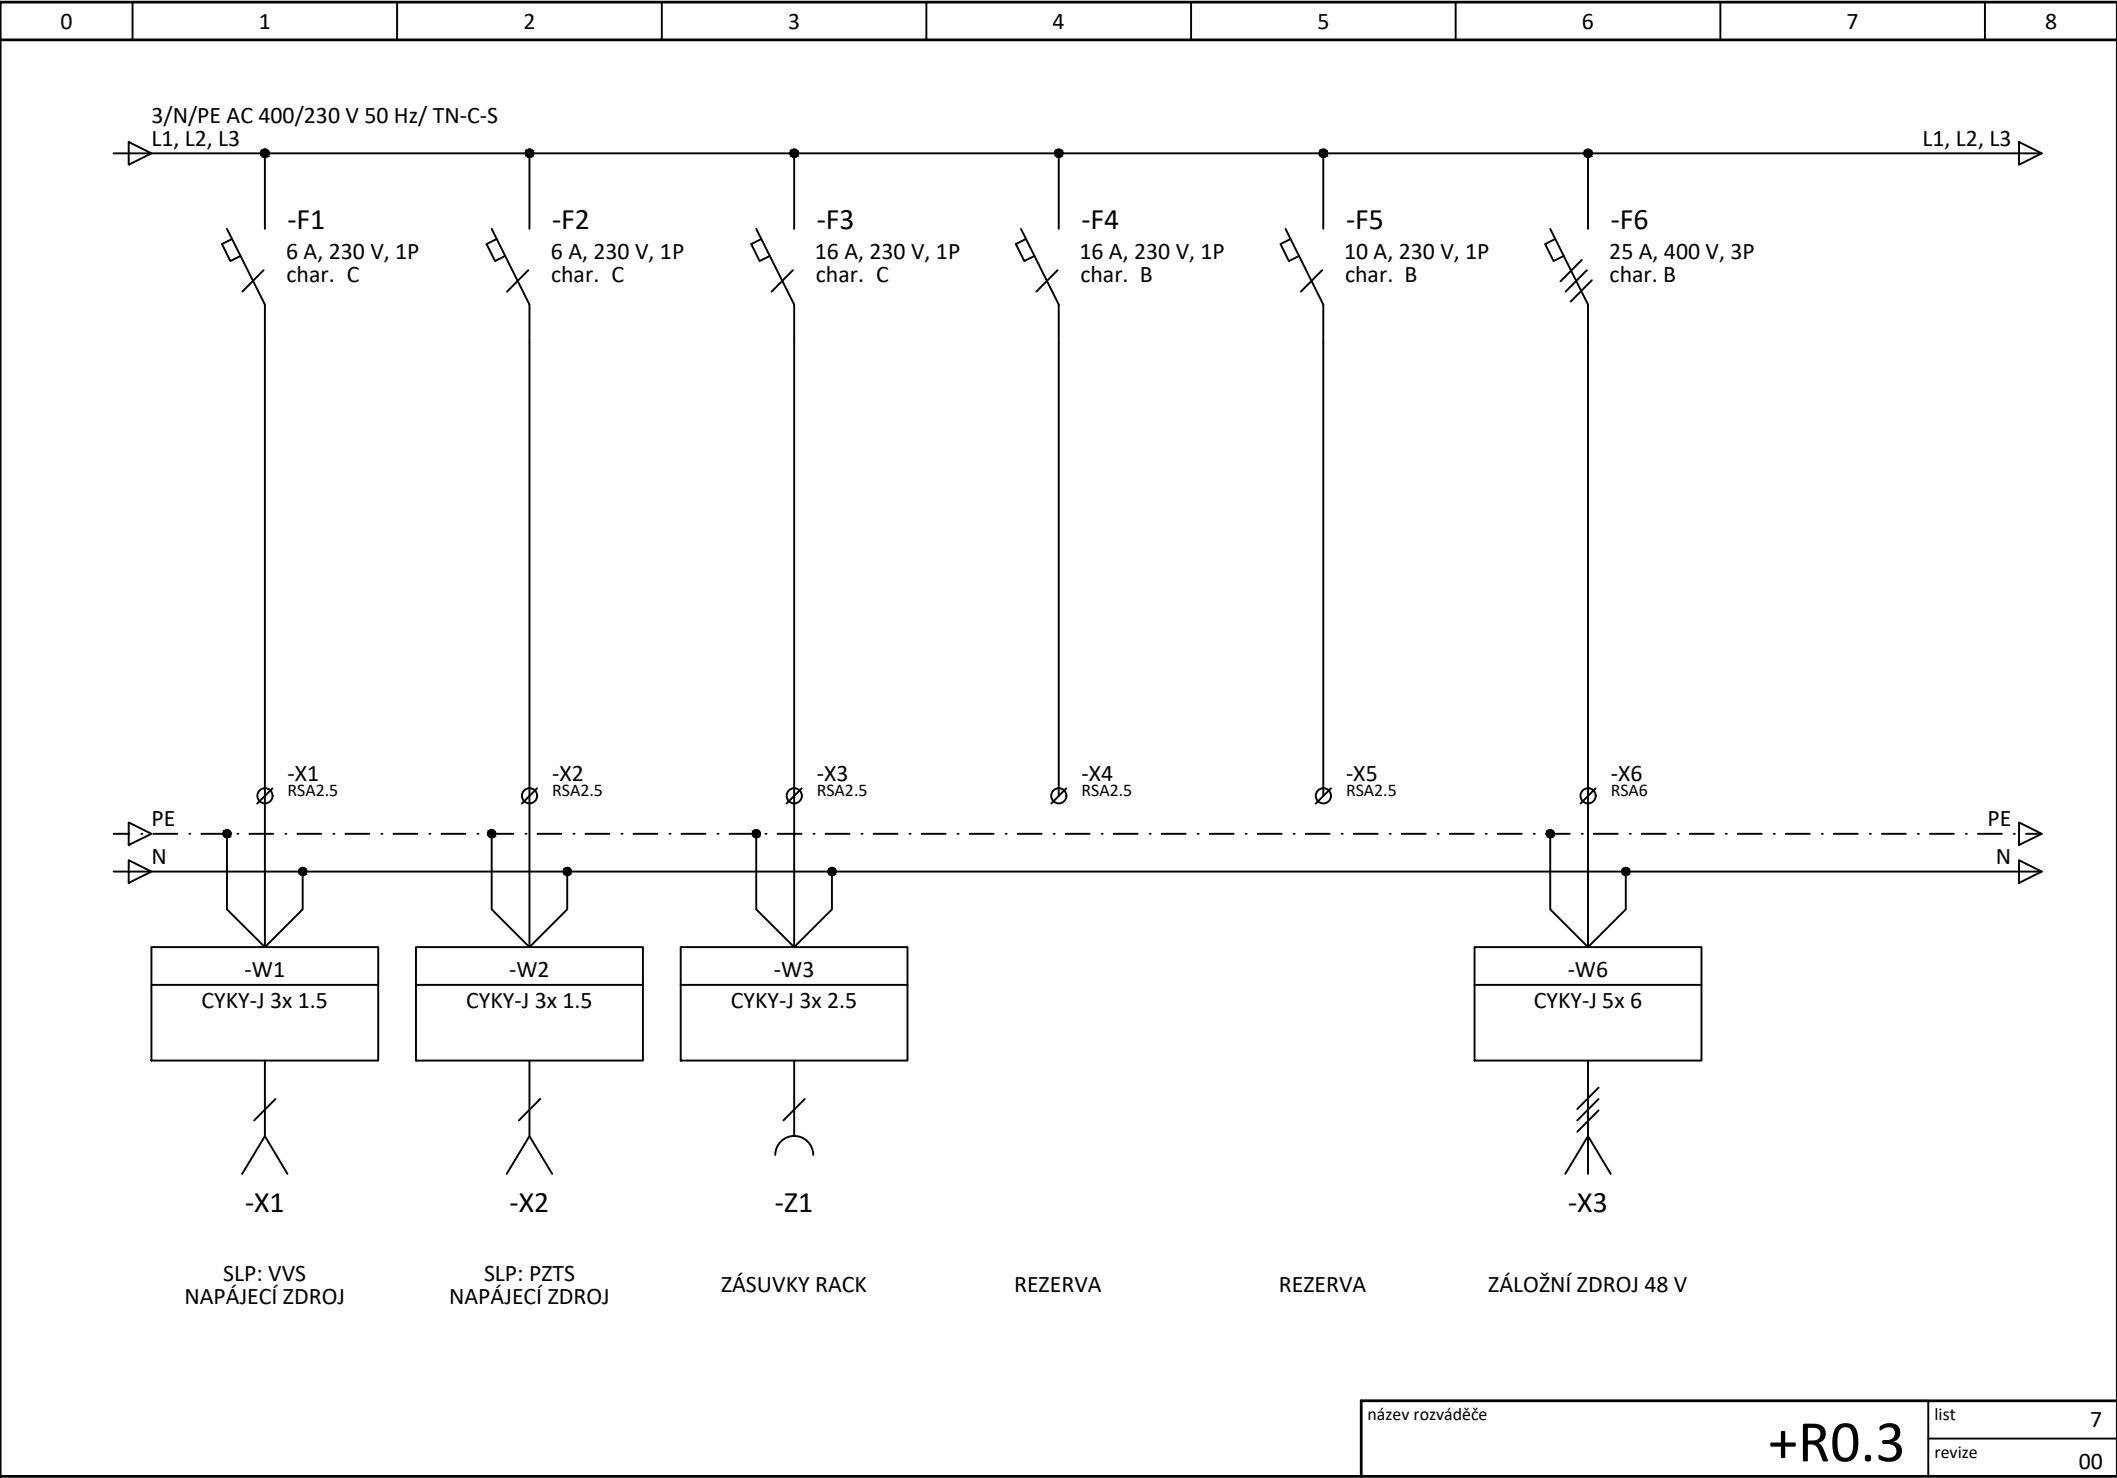 0 1 2 3 4 5 6 7 8
3/N/PE AC 400/230 V 50 Hz/ TN-C-S
L1, L2, L3 L1, L2, L3
-F1
6 A, 230 V, 1P
char. C
-F2
6 A, 230 V, 1P
char. C
-F3
16 A, 230 V, 1P
char. C
-F4
16 A, 230 V, 1P
char. B
-F5
10 A, 230 V, 1P
char. B
-F6
25 A, 400 V, 3P
char. B
-X1
RSA2.5
-X2
RSA2.5
-X3
RSA2.5
-X4
RSA2.5
-X5
RSA2.5
-X6
RSA6
PE PE
N N
-W1
CYKY-J 3x 1.5
-W2
CYKY-J 3x 1.5
-W3
CYKY-J 3x 2.5
-W6
CYKY-J 5x 6
-X1
-X2
-Z1
-X3
SLP: VVS
NAPÁJECÍ ZDROJ
SLP: PZTS
NAPÁJECÍ ZDROJ
ZÁSUVKY RACK
REZERVA
REZERVA
ZÁLOŽNÍ ZDROJ 48 V
název rozváděče
+R0.3
list 7
revize 00